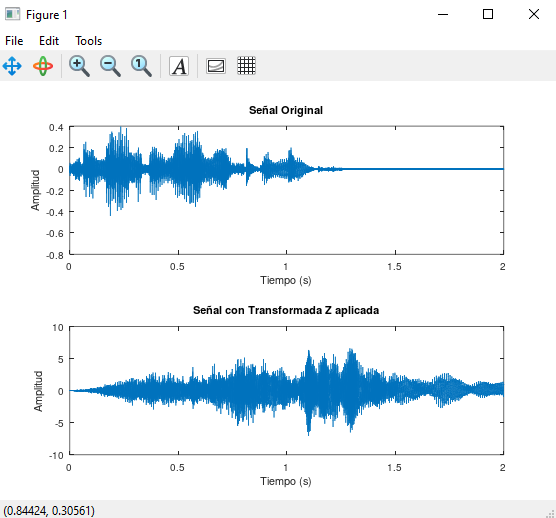 Figure 1
File Edit Tools
A
Señal Original
0.4
0.2
0
-0.2
-0.4
-0.6
-0.8
Amplitud
0 0.5 1 1.5 2
Tiempo (s)
Señal con Transformada Z aplicada
10
5
0
-5
-10
Amplitud
0 0.5 1 1.5 2
Tiempo (s)
(0.84424, 0.30561)